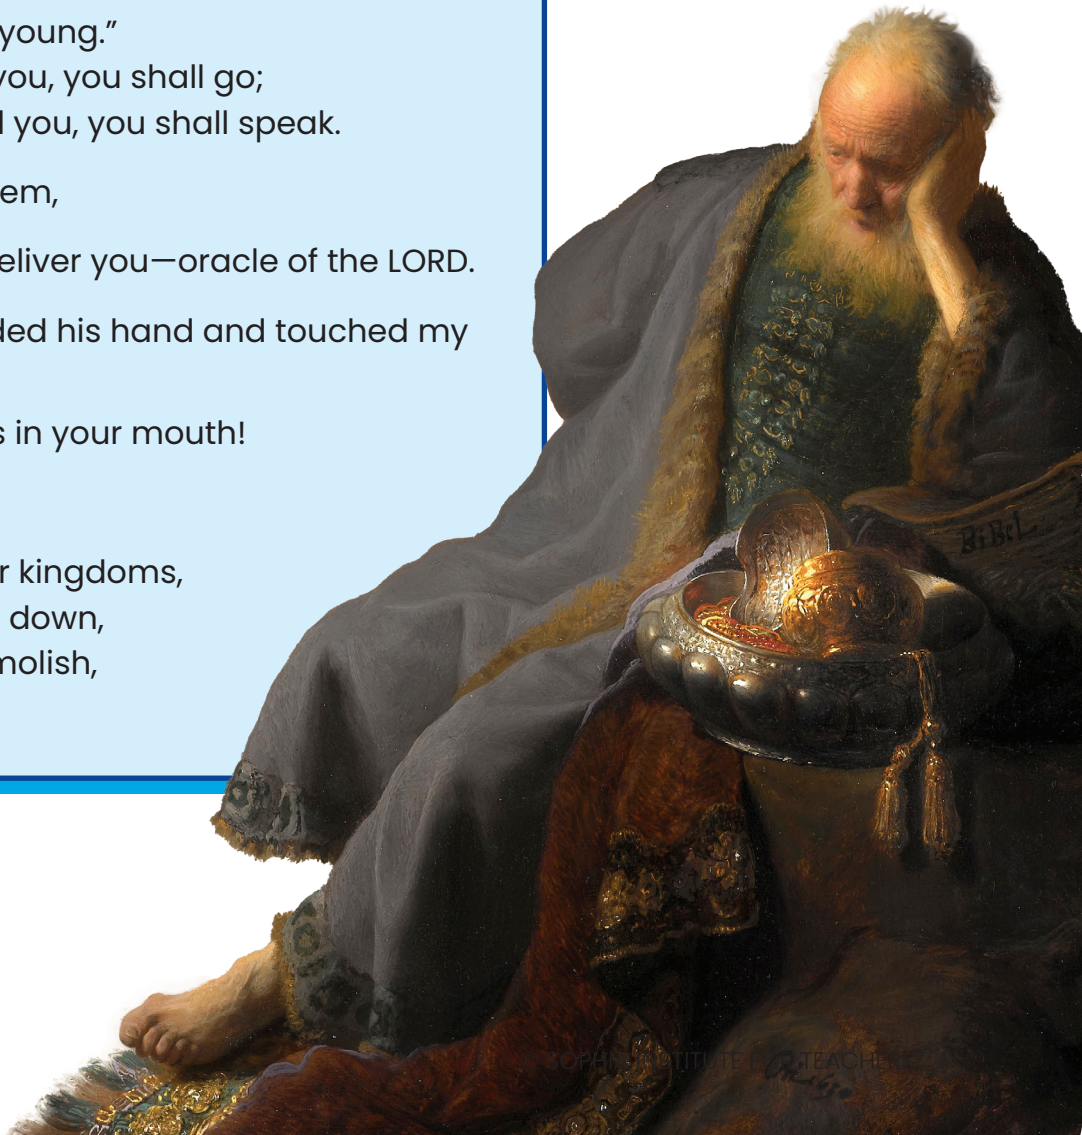 young.”
you, you shall go;
you, you shall speak.
em,
eliver you—oracle of the LORD.
ded his hand and touched my
s in your mouth!
r kingdoms,
down,
molish,
BiBeL